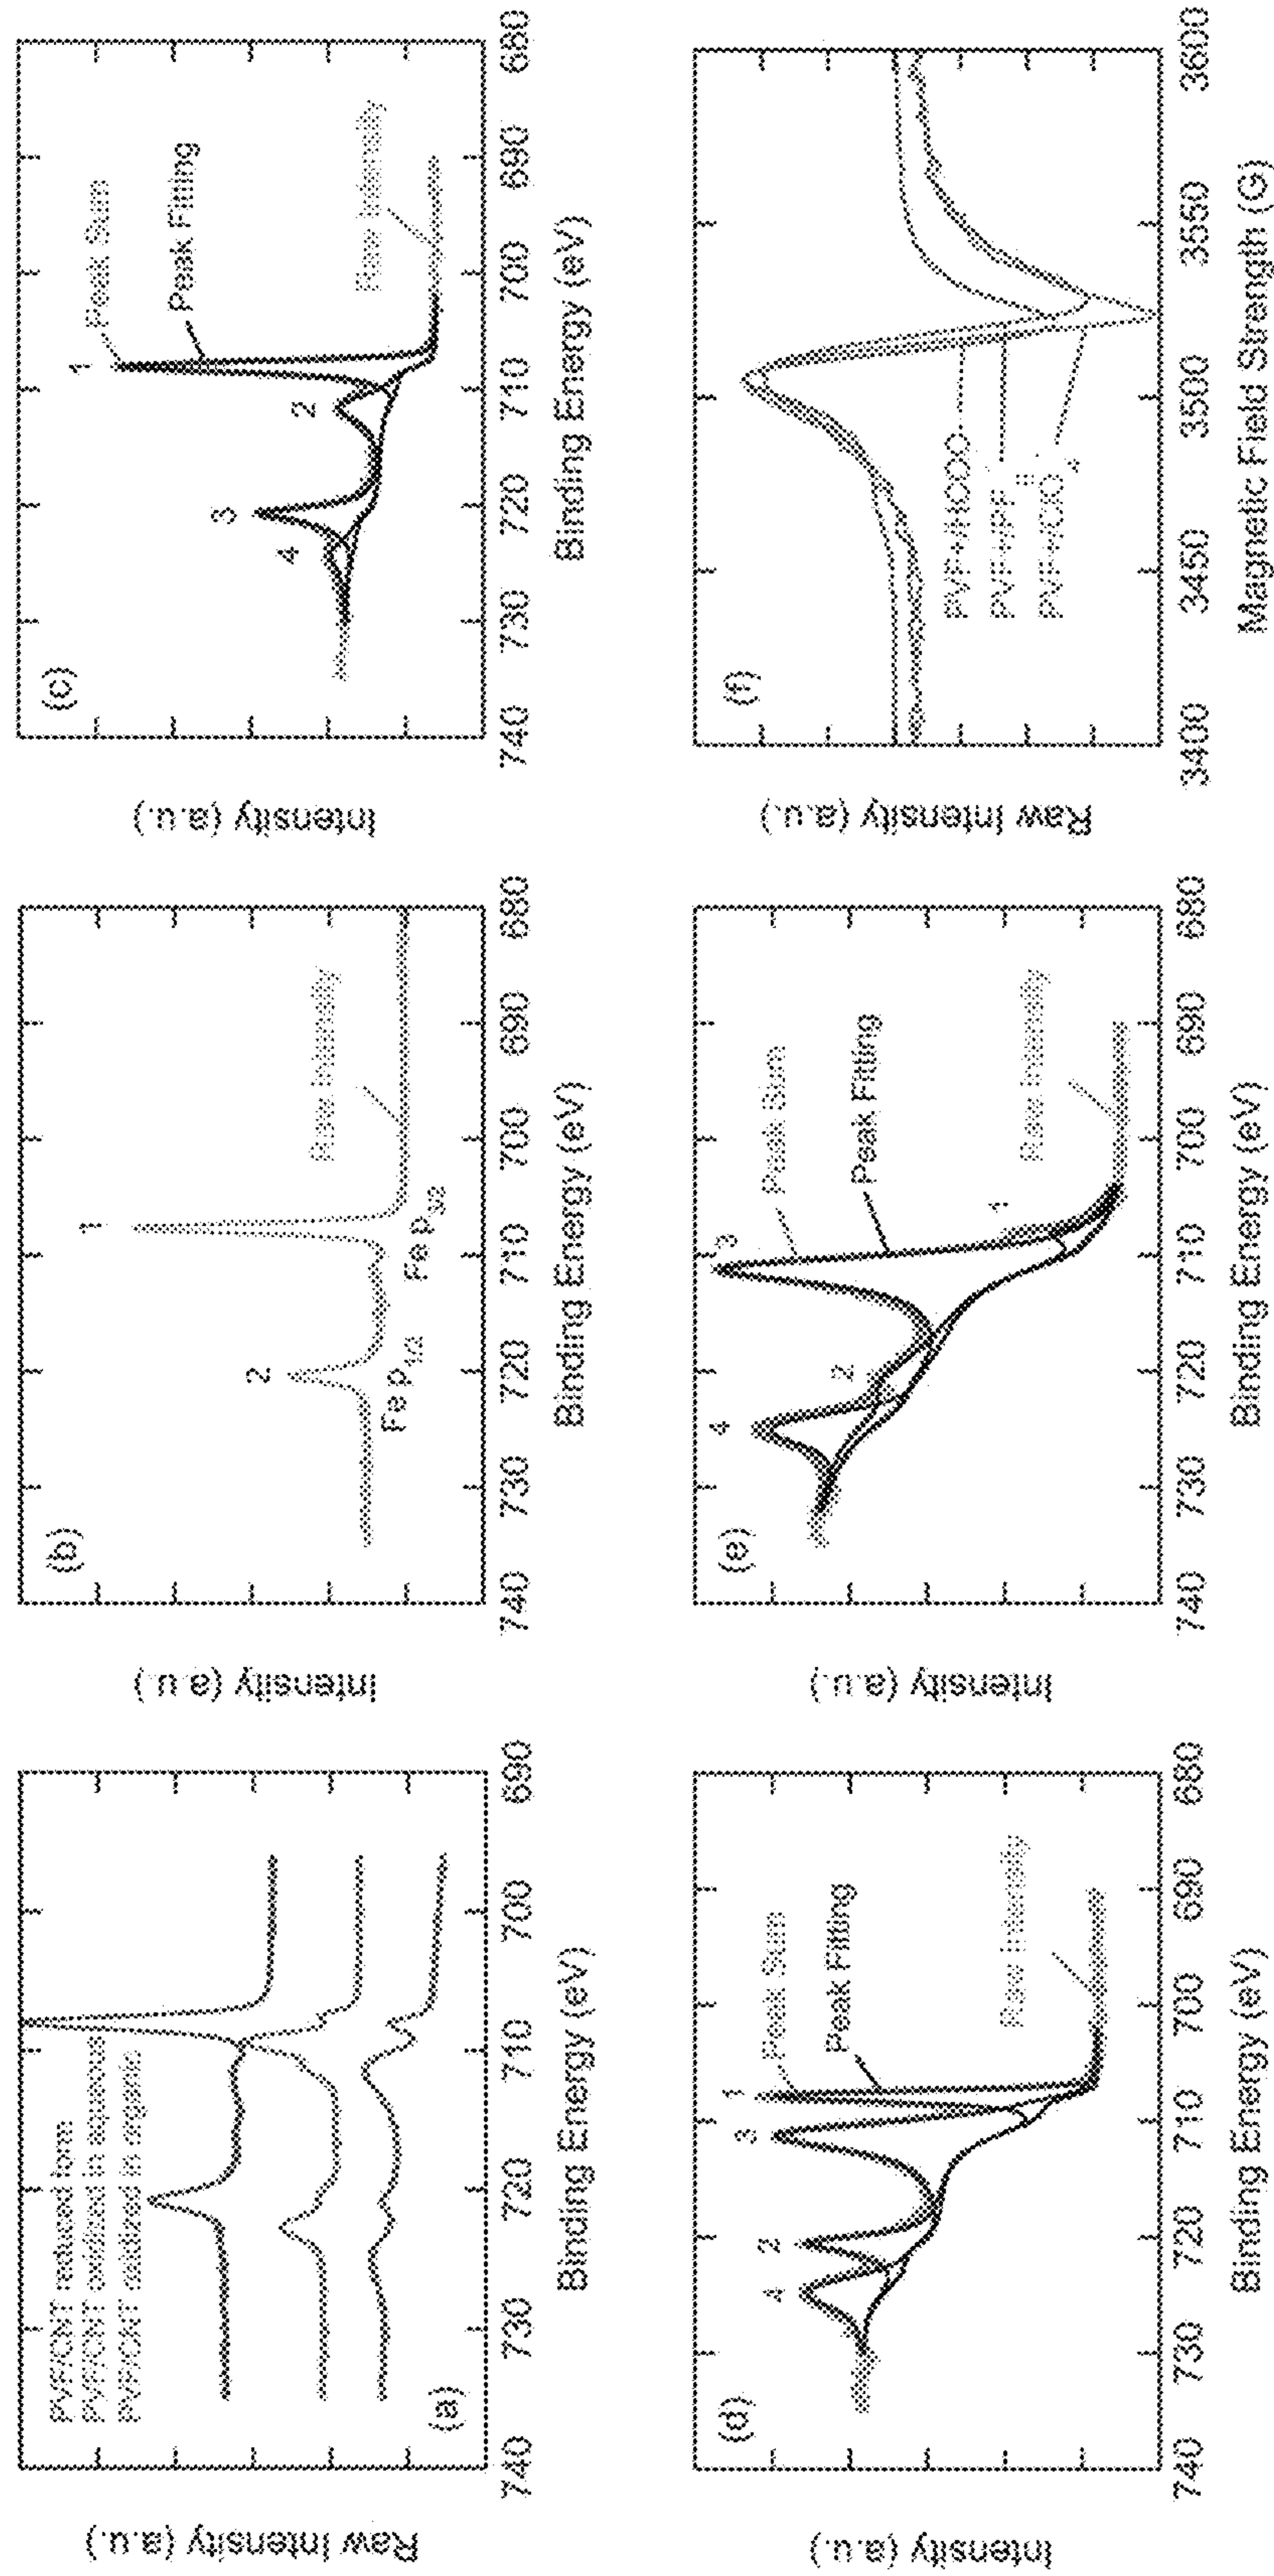 Raw Intensity (a.u.)
PVF/CNT reduced form
PVF/CNT oxidized in aqueous
PVF/CNT oxidized in organic
(a)
740 730 720 710 700 690
Binding Energy (eV)
Intensity (a.u.)
(b)
1
2
Raw Intensity
Fe p1/2
Fe p3/2
740 730 720 710 700 690 680
Binding Energy (eV)
Intensity (a.u.)
(c)
1
Peak Sum
Peak Fitting
2
3
4
Raw Intensity
740 730 720 710 700 690 680
Binding Energy (eV)
Intensity (a.u.)
(d)
1
3
Peak Sum
2
4
Peak Fitting
Raw Intensity
740 730 720 710 700 690 680
Binding Energy (eV)
Intensity (a.u.)
(e)
3
4
Peak Sum
2
Peak Fitting
1
Raw Intensity
740 730 720 710 700 690 680
Binding Energy (eV)
Raw Intensity (a.u.)
(f)
PVF+/HCOO-
PVF+/PF6-
PVF+/ClO4-
3400 3450 3500 3550 3600
Magnetic Field Strength (G)